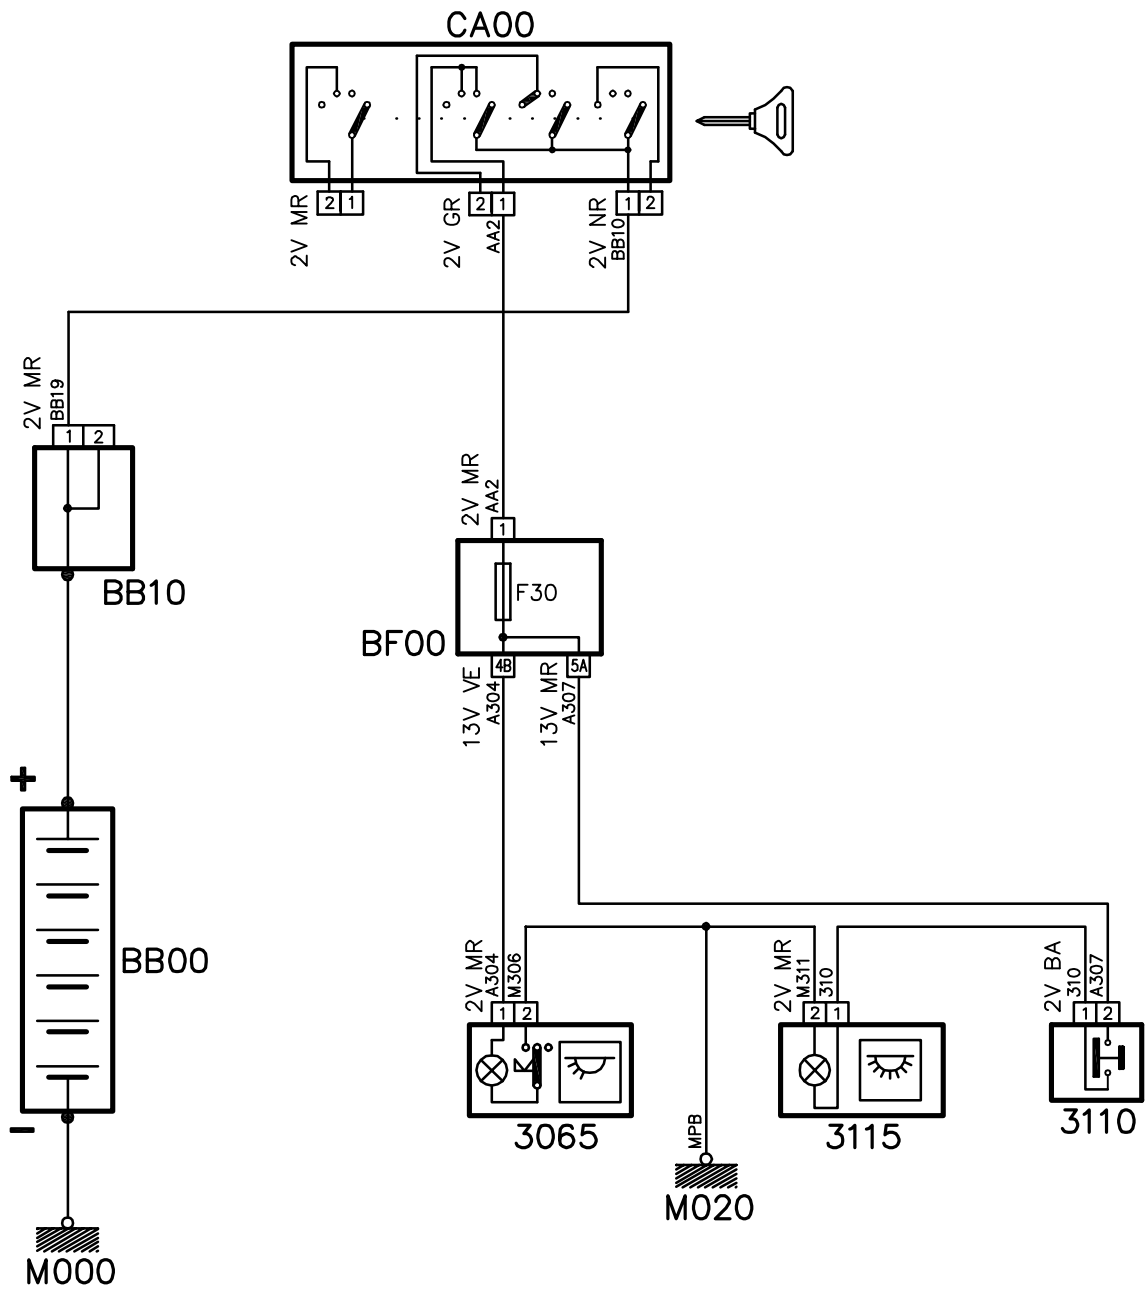 CA00
2 1
2V MR
2 1
2V GR
AA2
1 2
2V NR
BB10
2V MR
BB19
1 2
BB10
2V MR
AA2
1
F30
BF00
4B
5A
13V VE
A304
13V MR
A307
+
BB00
-
M000
2V MR
A304
M306
1 2
3065
MPB
M020
2V MR
M311
310
2 1
3115
2V BA
310
A307
1 2
3110